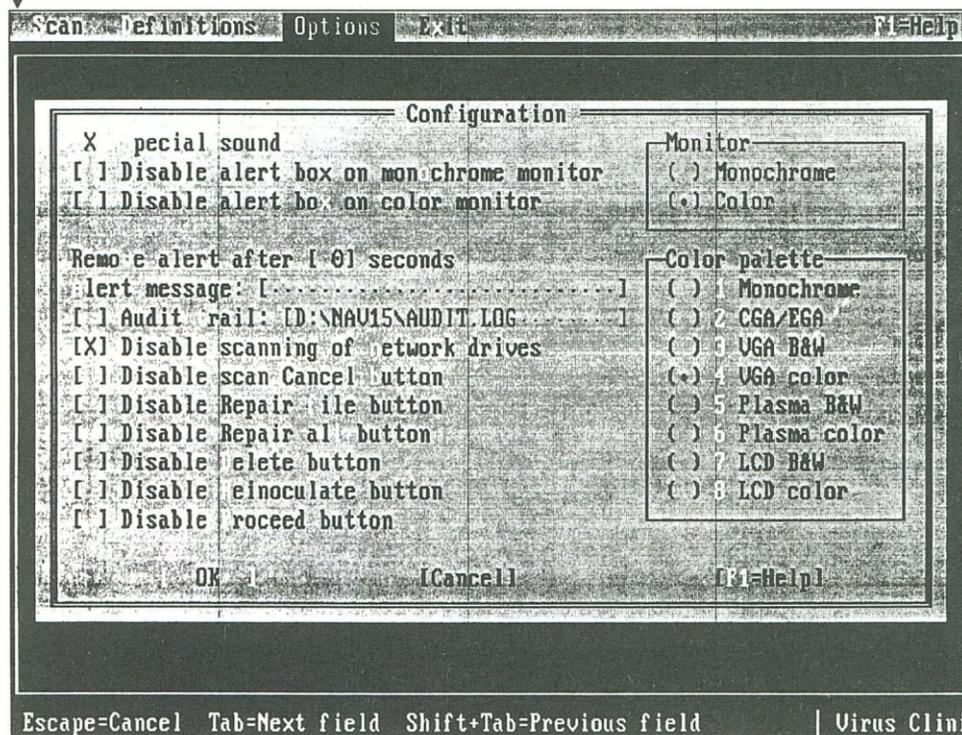 Scan Definitions Options Exit F1=Help
Configuration
X pecial sound
[ ] Disable alert box on mon chrome monitor
[ ] Disable alert box on color monitor
Monitor
( ) Monochrome
(•) Color
Remo e alert after [ 0] seconds
lert message: [······························]
[ ] Audit rail: [D:\NAV15\AUDIT.LOG·········]
[X] Disable scanning of etwork drives
[ ] Disable scan Cancel utton
[ ] Disable Repair ile button
[ ] Disable Repair al button
[ ] Disable elete button
[ ] Disable einoculate button
[ ] Disable roceed button
Color palette
( ) 1 Monochrome
( ) 2 CGA/EGA
( ) 3 VGA B&W
(•) 4 VGA color
( ) 5 Plasma B&W
( ) 6 Plasma color
( ) 7 LCD B&W
( ) 8 LCD color
OK [Cancel] [F1=Help]
Escape=Cancel Tab=Next field Shift+Tab=Previous field | Virus Clini